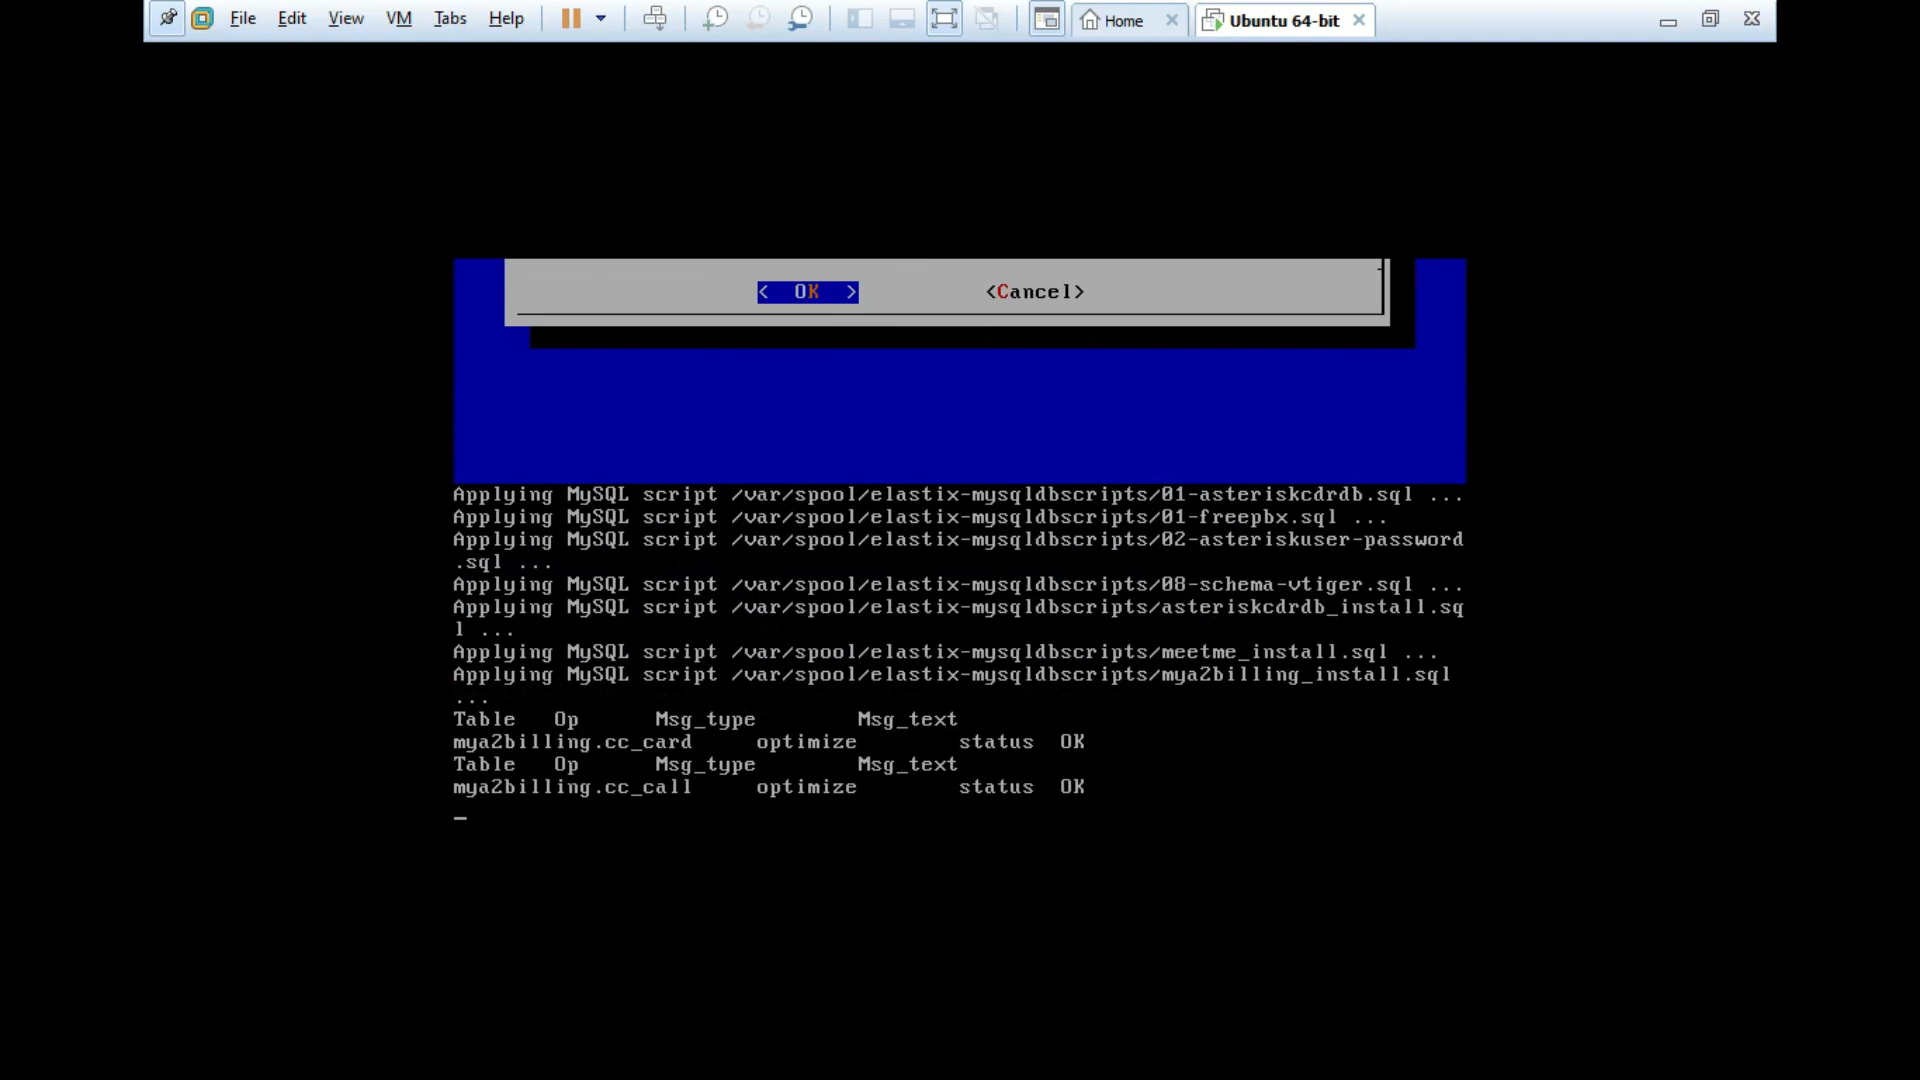 File Edit View VM Tabs Help Home Ubuntu 64-bit
< OK > <Cancel>
Applying MySQL script /var/spool/elastix-mysqldbscripts/01-asteriskcdrdb.sql ...
Applying MySQL script /var/spool/elastix-mysqldbscripts/01-freepbx.sql ...
Applying MySQL script /var/spool/elastix-mysqldbscripts/02-asteriskuser-password
.sql ...
Applying MySQL script /var/spool/elastix-mysqldbscripts/08-schema-vtiger.sql ...
Applying MySQL script /var/spool/elastix-mysqldbscripts/asteriskcdrdb_install.sq
l ...
Applying MySQL script /var/spool/elastix-mysqldbscripts/meetme_install.sql ...
Applying MySQL script /var/spool/elastix-mysqldbscripts/mya2billing_install.sql
...
Table Op Msg_type Msg_text
mya2billing.cc_card optimize status OK
Table Op Msg_type Msg_text
mya2billing.cc_call optimize status OK
_